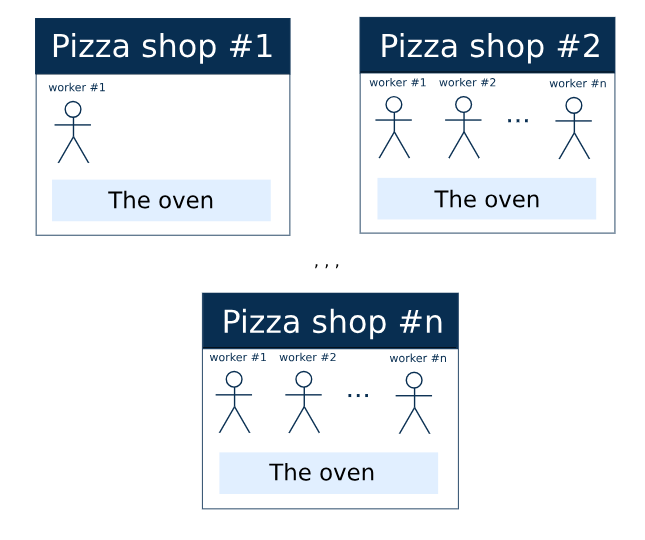 Pizza shop #1
worker #1
The oven
Pizza shop #2
worker #1 worker #2 ... worker #n
The oven
, , ,
Pizza shop #n
worker #1 worker #2 ... worker #n
The oven